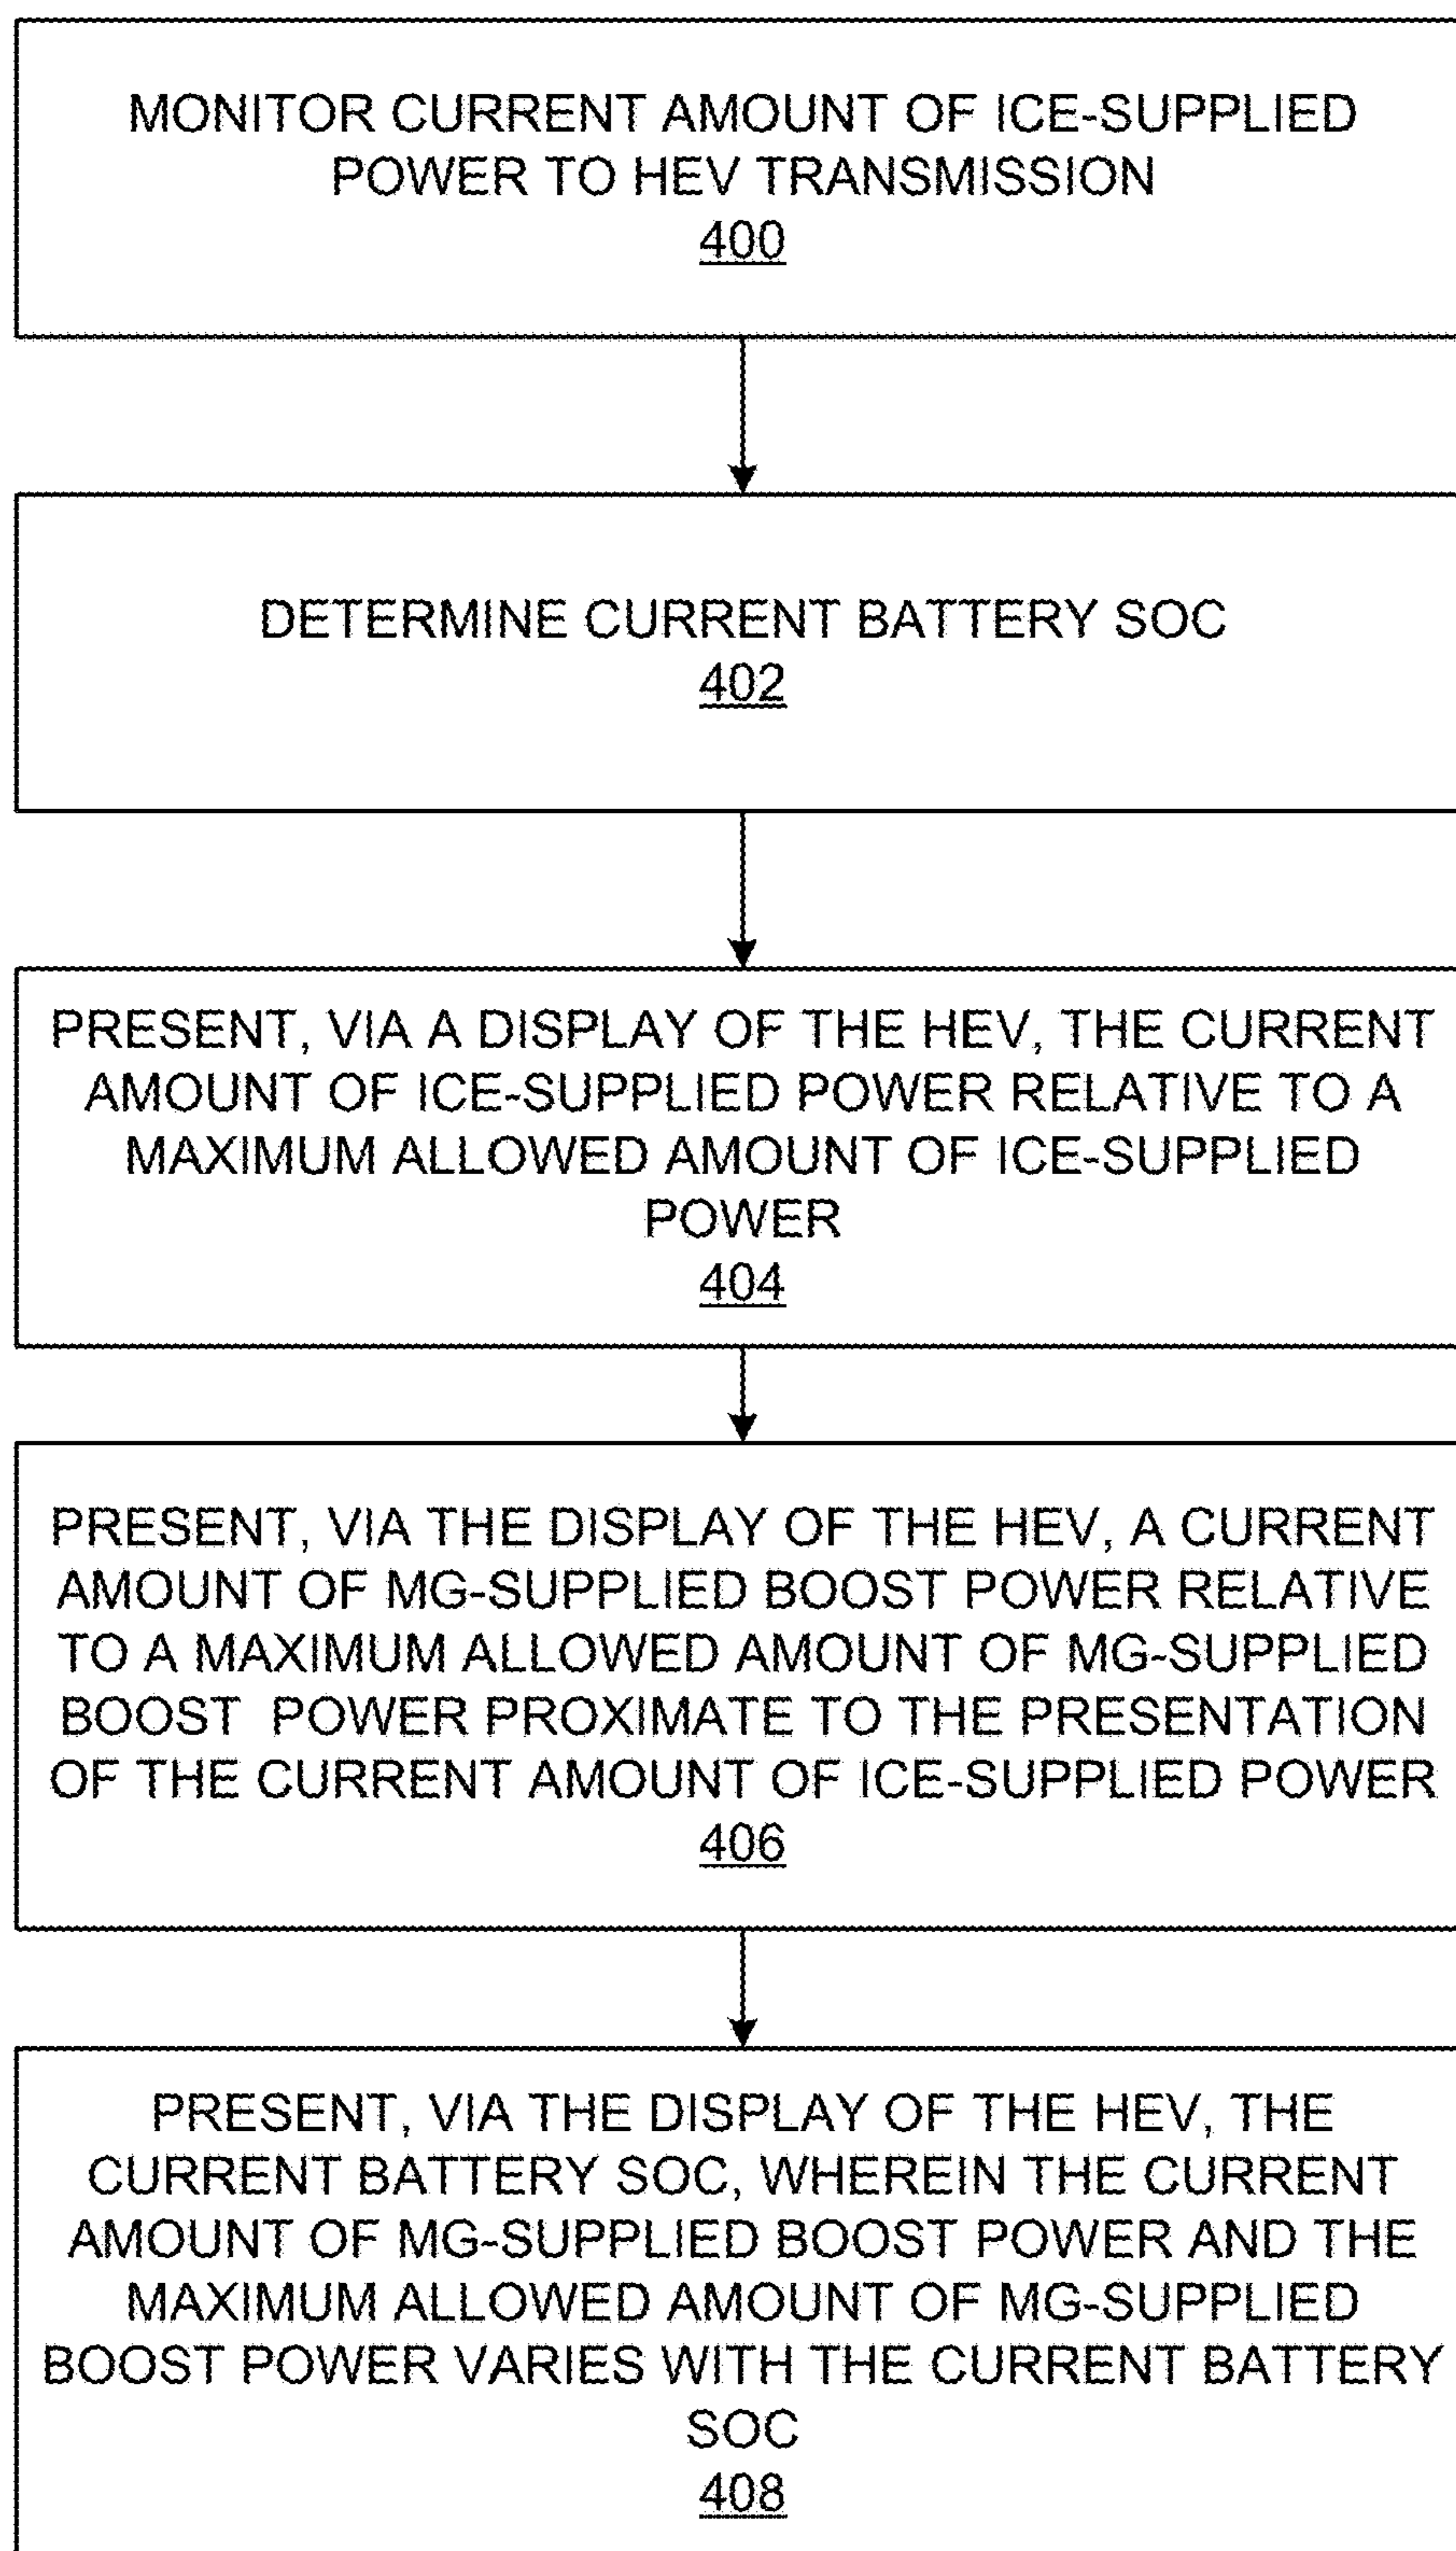 MONITOR CURRENT AMOUNT OF ICE-SUPPLIED
POWER TO HEV TRANSMISSION
400
DETERMINE CURRENT BATTERY SOC
402
PRESENT, VIA A DISPLAY OF THE HEV, THE CURRENT
AMOUNT OF ICE-SUPPLIED POWER RELATIVE TO A
MAXIMUM ALLOWED AMOUNT OF ICE-SUPPLIED
POWER
404
PRESENT, VIA THE DISPLAY OF THE HEV, A CURRENT
AMOUNT OF MG-SUPPLIED BOOST POWER RELATIVE
TO A MAXIMUM ALLOWED AMOUNT OF MG-SUPPLIED
BOOST POWER PROXIMATE TO THE PRESENTATION
OF THE CURRENT AMOUNT OF ICE-SUPPLIED POWER
406
PRESENT, VIA THE DISPLAY OF THE HEV, THE
CURRENT BATTERY SOC, WHEREIN THE CURRENT
AMOUNT OF MG-SUPPLIED BOOST POWER AND THE
MAXIMUM ALLOWED AMOUNT OF MG-SUPPLIED
BOOST POWER VARIES WITH THE CURRENT BATTERY
SOC
408